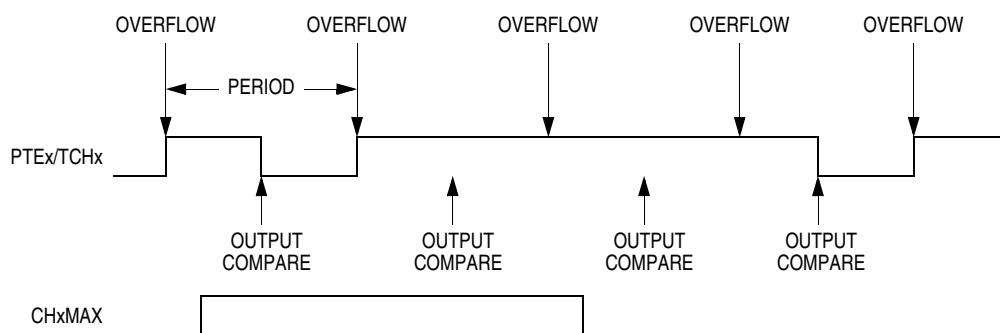 OVERFLOW OVERFLOW OVERFLOW OVERFLOW OVERFLOW
PERIOD
PTEx/TCHx
OUTPUT COMPARE
OUTPUT COMPARE
OUTPUT COMPARE
OUTPUT COMPARE
CHxMAX